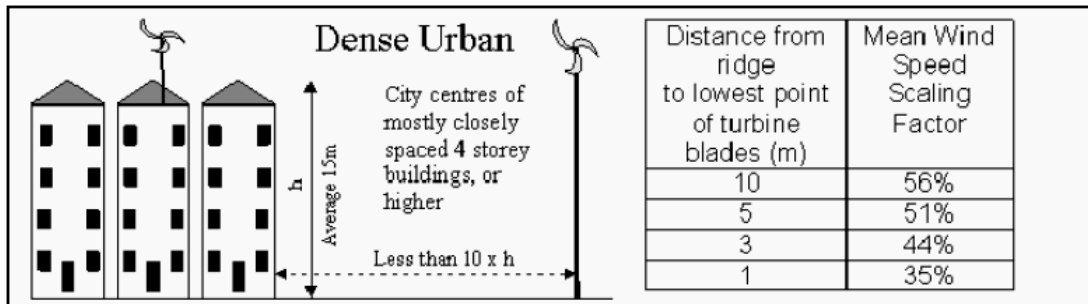 Dense Urban
City centres of
mostly closely
spaced 4 storey
buildings, or
higher
h
Average 15m
Less than 10 x h
Distance from
ridge
to lowest point
of turbine
blades (m)
Mean Wind
Speed
Scaling
Factor
10 56%
5 51%
3 44%
1 35%